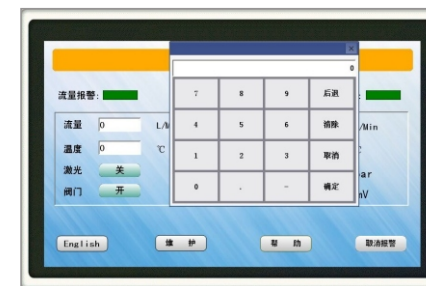 0
流量报警:
7 8 9 后退
流量 0 L/M
4 5 6 清除
/Min
温度 0 ℃
1 2 3 取消
激光 关
ar
阀门 开
0 . - 确定
mV
English 维 护 帮 助 取消报警